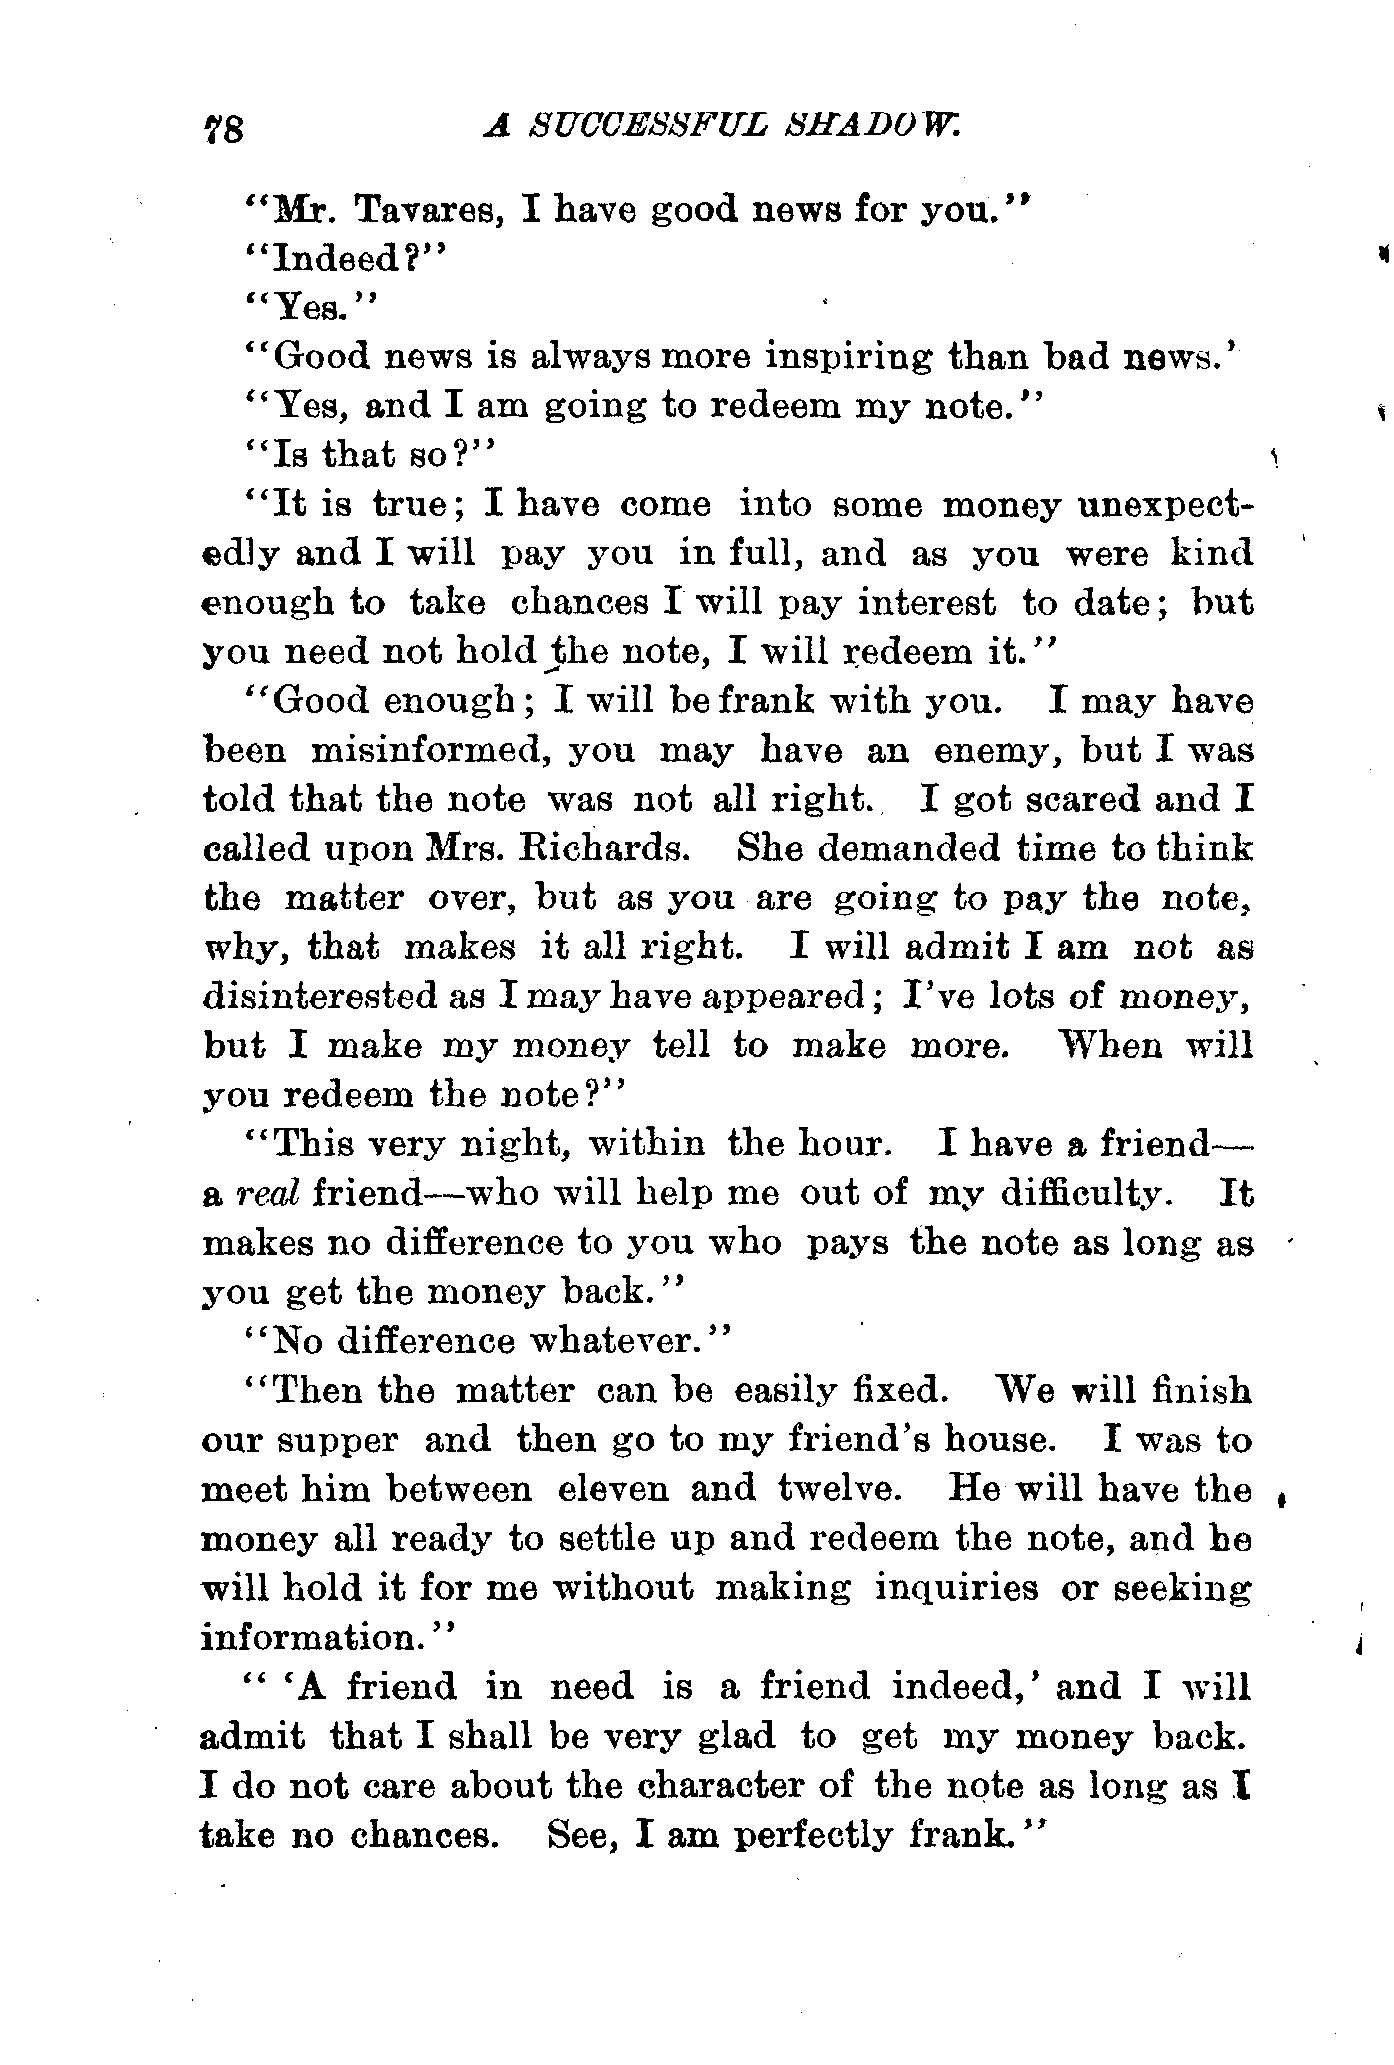 78 A SUCCESSFUL SHADOW.
"Mr. Tavares, I have good news for you."
"Indeed?"
"Yes."
"Good news is always more inspiring than bad news.'
"Yes, and I am going to redeem my note."
"Is that so?"
"It is true; I have come into some money unexpect-
edly and I will pay you in full, and as you were kind
enough to take chances I will pay interest to date; but
you need not hold the note, I will redeem it."
"Good enough; I will be frank with you. I may have
been misinformed, you may have an enemy, but I was
told that the note was not all right. I got scared and I
called upon Mrs. Richards. She demanded time to think
the matter over, but as you are going to pay the note,
why, that makes it all right. I will admit I am not as
disinterested as I may have appeared; I've lots of money,
but I make my money tell to make more. When will
you redeem the note?"
"This very night, within the hour. I have a friend—
a real friend—who will help me out of my difficulty. It
makes no difference to you who pays the note as long as
you get the money back."
"No difference whatever."
"Then the matter can be easily fixed. We will finish
our supper and then go to my friend's house. I was to
meet him between eleven and twelve. He will have the
money all ready to settle up and redeem the note, and he
will hold it for me without making inquiries or seeking
information."
" 'A friend in need is a friend indeed,' and I will
admit that I shall be very glad to get my money back.
I do not care about the character of the note as long as I
take no chances. See, I am perfectly frank."